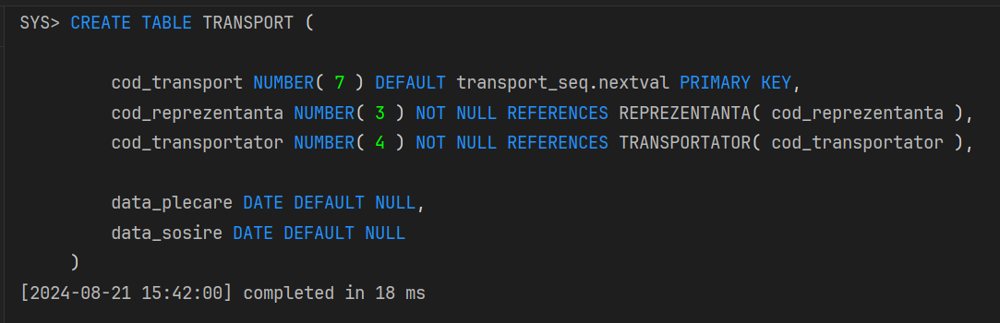 SYS> CREATE TABLE TRANSPORT (
cod_transport NUMBER( 7 ) DEFAULT transport_seq.nextval PRIMARY KEY,
cod_reprezentanta NUMBER( 3 ) NOT NULL REFERENCES REPREZENTANTA( cod_reprezentanta ),
cod_transportator NUMBER( 4 ) NOT NULL REFERENCES TRANSPORTATOR( cod_transportator ),
data_plecare DATE DEFAULT NULL,
data_sosire DATE DEFAULT NULL
)
[2024-08-21 15:42:00] completed in 18 ms